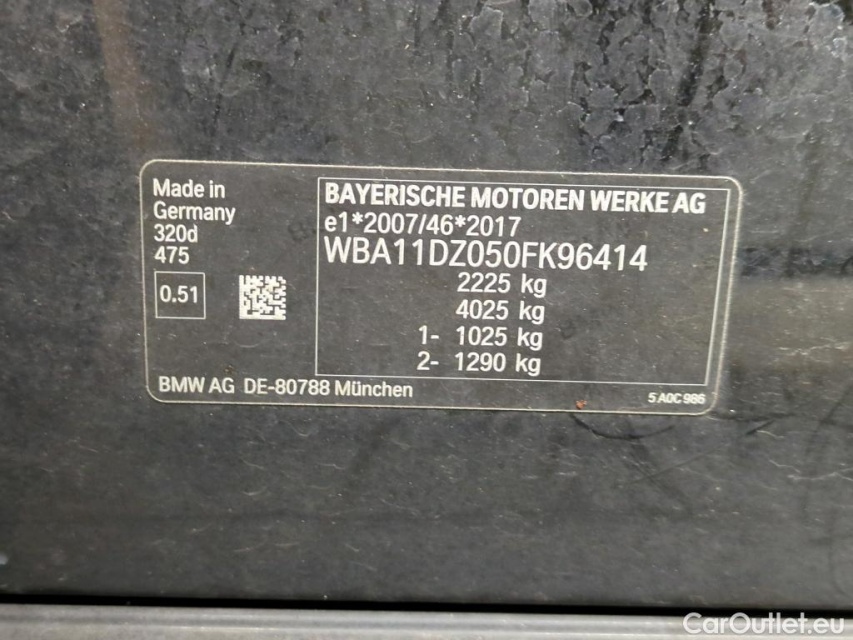 Made in
Germany
320d
475
0.51
BAYERISCHE MOTOREN WERKE AG
e1*2007/46*2017
WBA11DZ050FK96414
2225 kg
4025 kg
1- 1025 kg
2- 1290 kg
BMW AG DE-80788 München
5 A0C 986
CarOutlet.eu